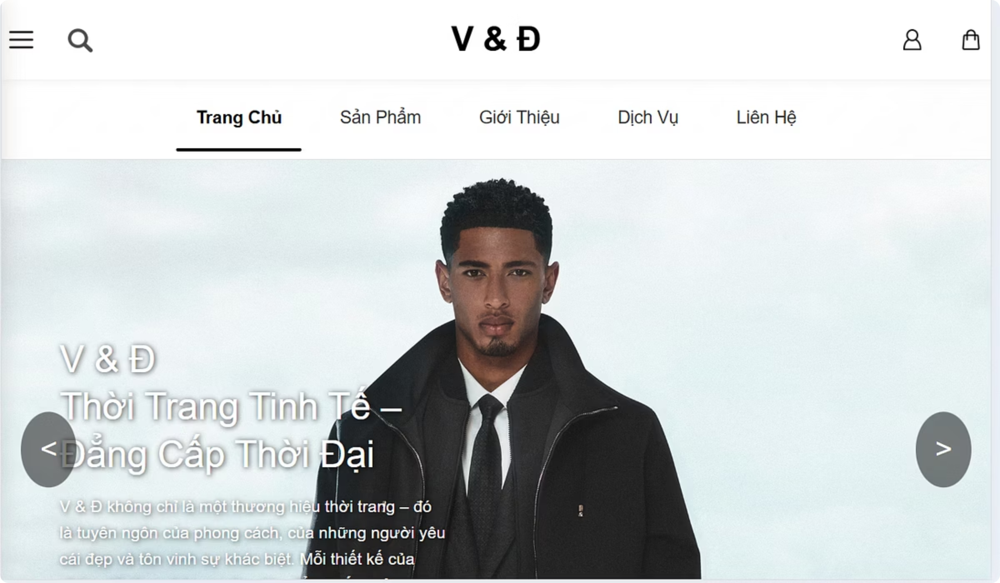 V & Đ
Trang Chủ Sản Phẩm Giới Thiệu Dịch Vụ Liên Hệ
V & Đ
Thời Trang Tinh Tế –
Đẳng Cấp Thời Đại
< >
V & Đ không chỉ là một thương hiệu thời trang – đó
là tuyên ngôn của phong cách, của những người yêu
cái đẹp và tôn vinh sự khác biệt. Mỗi thiết kế của